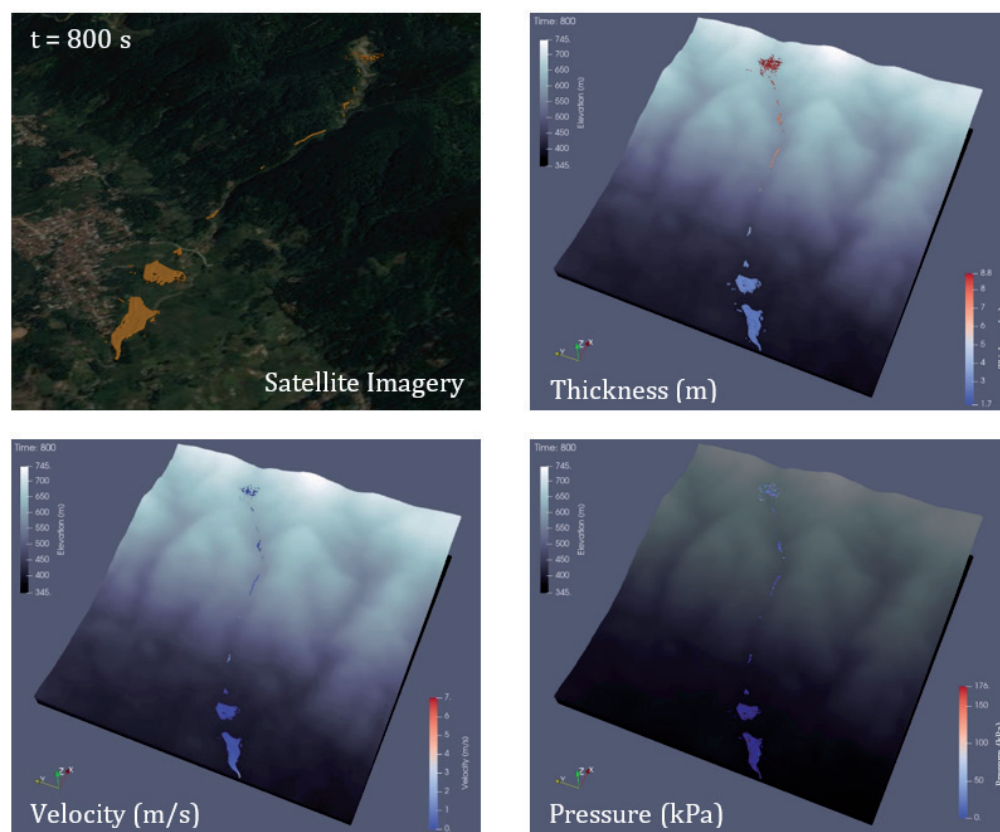 t = 800 s
Satellite Imagery
Time: 800
745.
700
650
600
550
500
450
400
345.
Elevation (m)
8.8
8
7
6
5
4
3
1.7
Y
Z
X
Thickness (m)
Time: 800
745.
700
650
600
550
500
450
400
345.
Elevation (m)
7.
6
5
4
3
2
1
0.
Velocity (m/s)
Y
Z
X
Velocity (m/s)
Time: 800
745.
700
650
600
550
500
450
400
345.
Elevation (m)
176.
150
100
50
0.
Pressure (kPa)
Y
Z
X
Pressure (kPa)